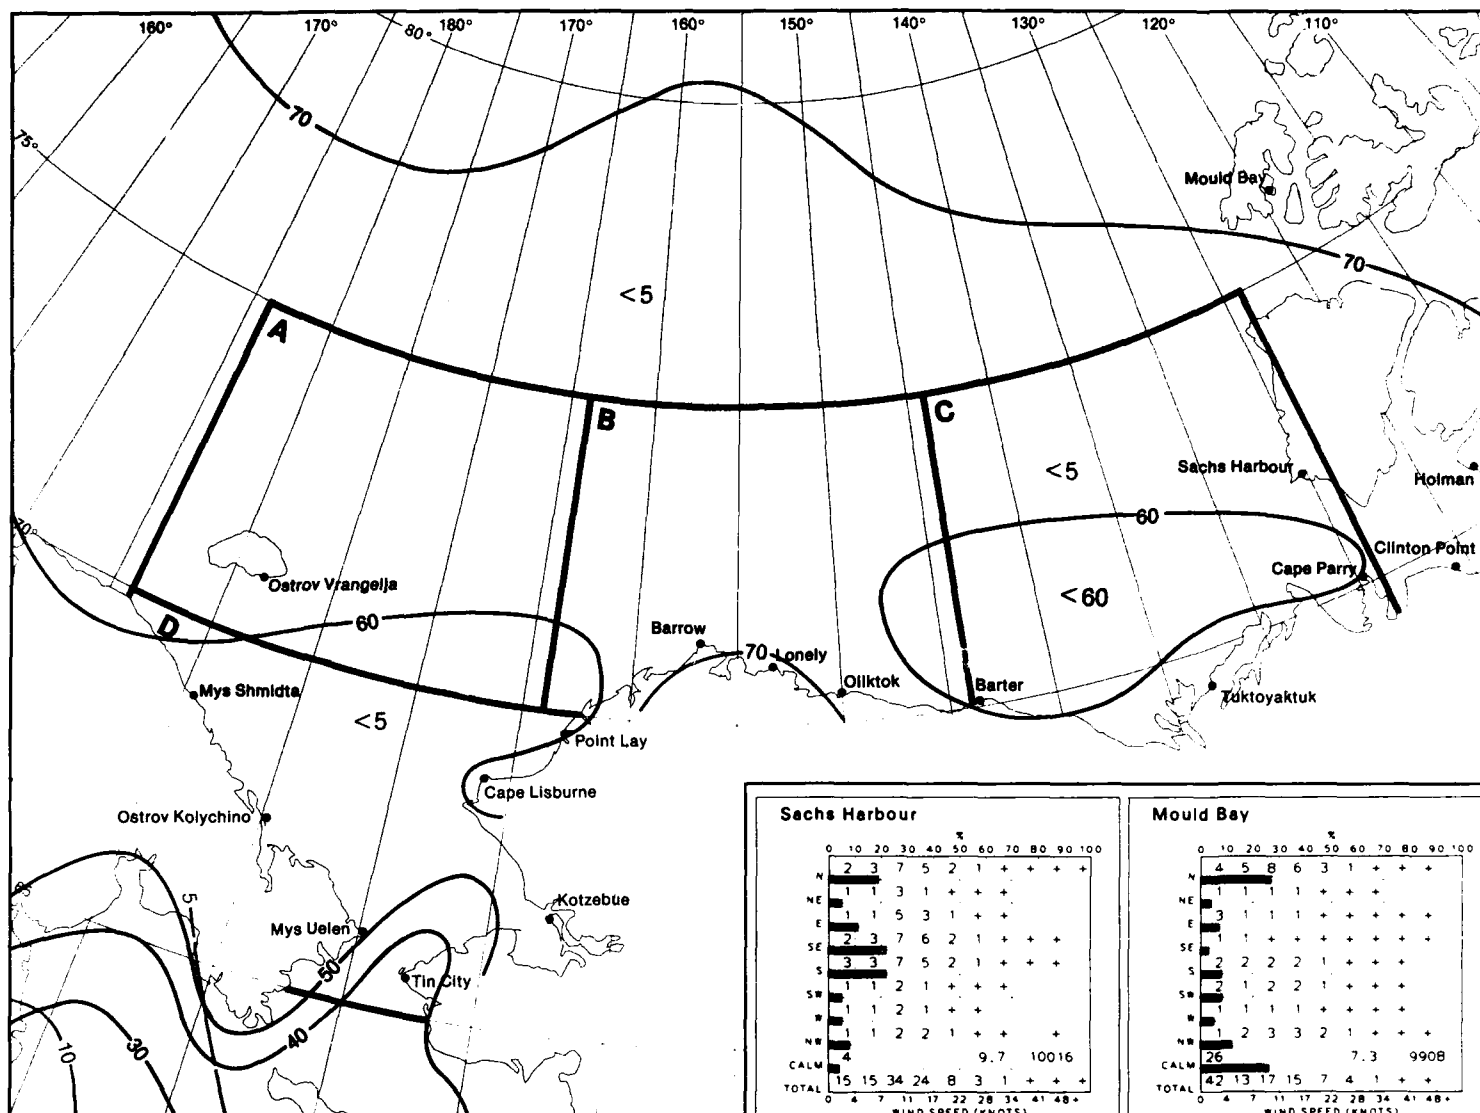 160° 170° 180° 170° 160° 150° 140° 130° 120° 110°
80°
75°
70
Mould Bay
70
<5
A
B
C
<5
Sachs Harbour
Holman
70°
60
Clinton Point
Ostrov Vrangelja
Cape Parry
<60
60
D
Barrow
70
Lonely
Oliktok
Barter
Tuktoyaktuk
Mys Shmidta
<5
Point Lay
Cape Lisburne
Ostrov Kolychino
5
Kotzebue
Mys Uelen
50
Tin City
40
30
10
Sachs Harbour
%
0 10 20 30 40 50 60 70 80 90 100
N 2 3 7 5 2 1 + + + +
NE 1 1 3 1 + + +
E 1 1 5 3 1 + +
SE 2 3 7 6 2 1 + + +
S 3 3 7 5 2 1 + + +
SW 1 1 2 1 + +
W 1 1 2 1 + +
NW 1 1 2 2 1 + + + +
CALM 4 9.7 10016
TOTAL 15 15 34 24 8 3 1 + + +
0 4 7 11 17 22 28 34 41 48+
WIND SPEED (KNOTS)
Mould Bay
%
0 10 20 30 40 50 60 70 80 90 100
N 4 5 8 6 3 1 + + +
NE 1 1 1 1 + + +
E 3 1 1 1 + + + + +
SE 1 1 + + + + + + +
S 2 2 2 2 1 + + +
SW 2 1 2 2 1 + + +
W 1 1 1 1 + + + +
NW 1 2 3 3 2 1 + + +
CALM 26 7.3 9908
TOTAL 42 13 17 15 7 4 1 + +
0 4 7 11 17 22 28 34 41 48+
WIND SPEED (KNOTS)